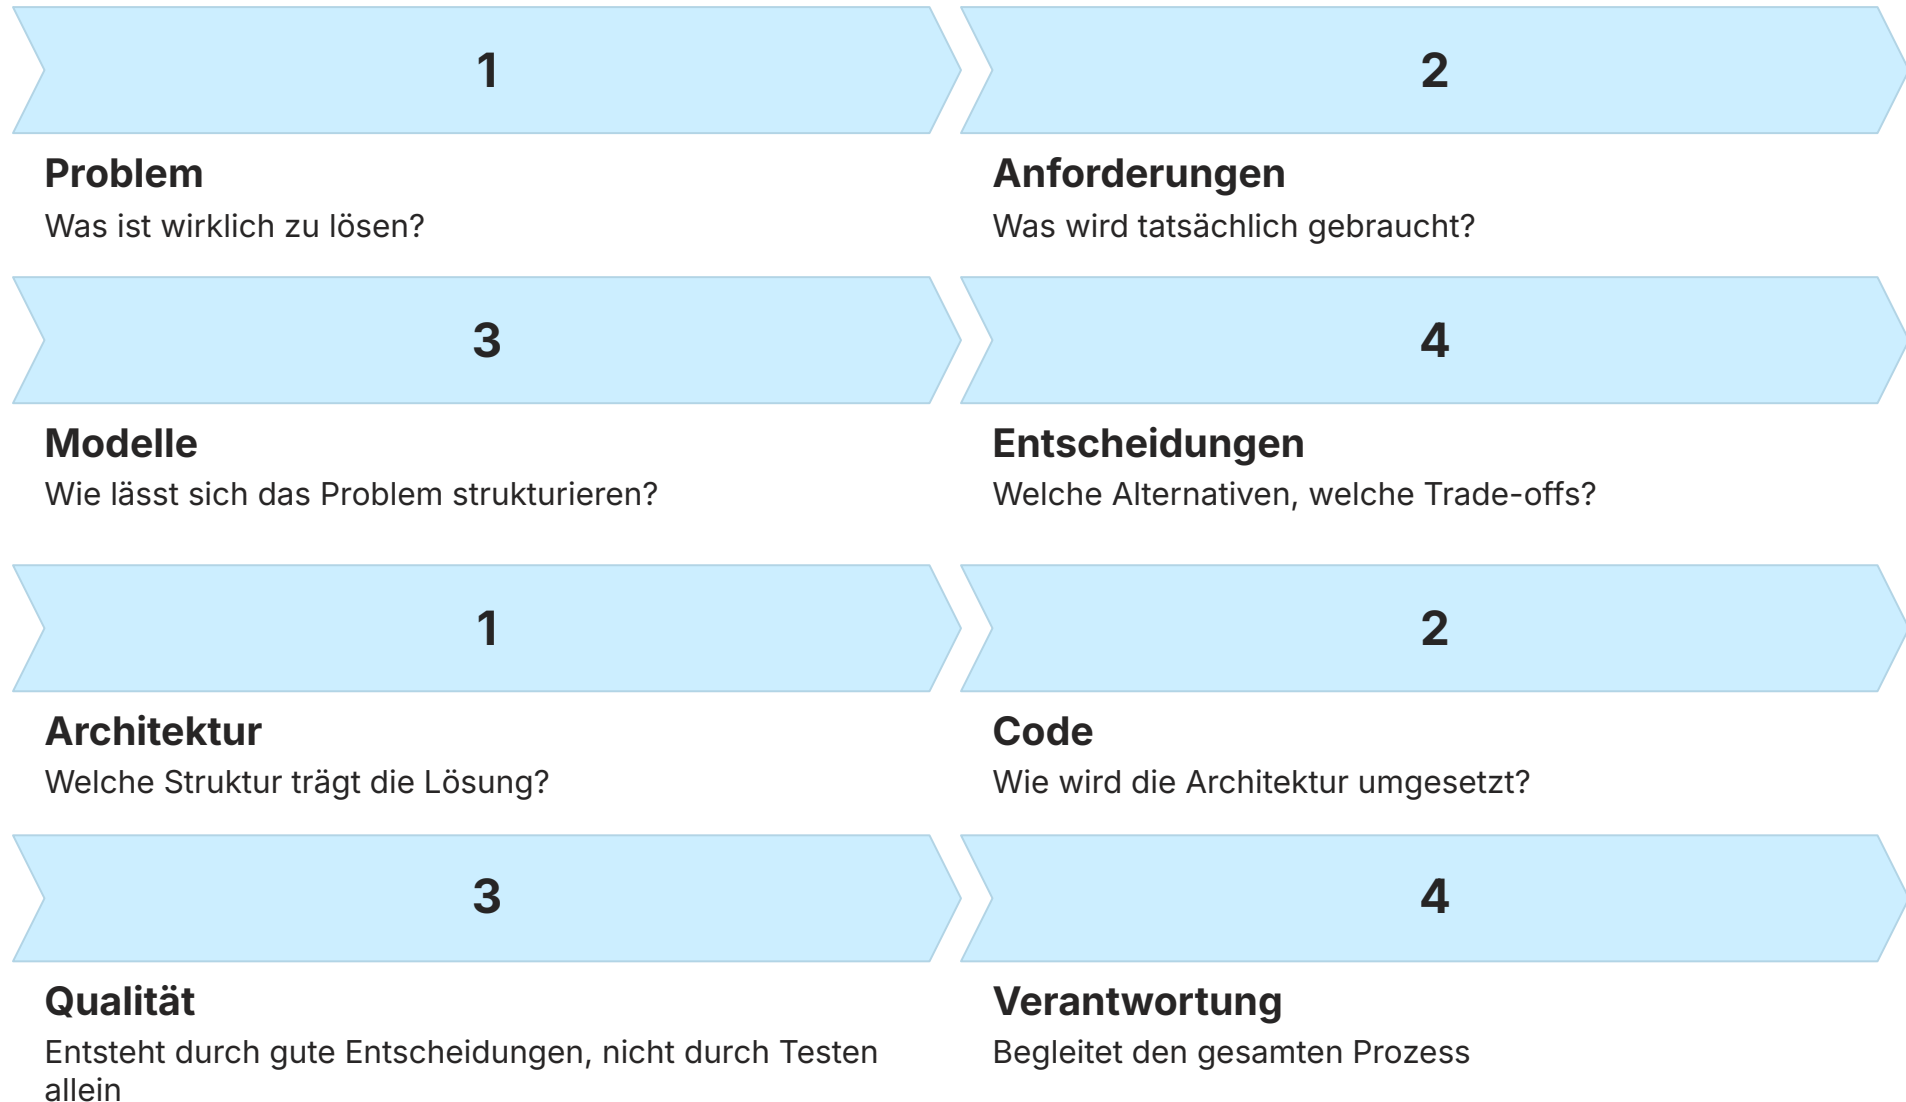 1
2
Problem
Was ist wirklich zu lösen?
Anforderungen
Was wird tatsächlich gebraucht?
3
4
Modelle
Wie lässt sich das Problem strukturieren?
Entscheidungen
Welche Alternativen, welche Trade-offs?
1
2
Architektur
Welche Struktur trägt die Lösung?
Code
Wie wird die Architektur umgesetzt?
3
4
Qualität
Entsteht durch gute Entscheidungen, nicht durch Testen
allein
Verantwortung
Begleitet den gesamten Prozess